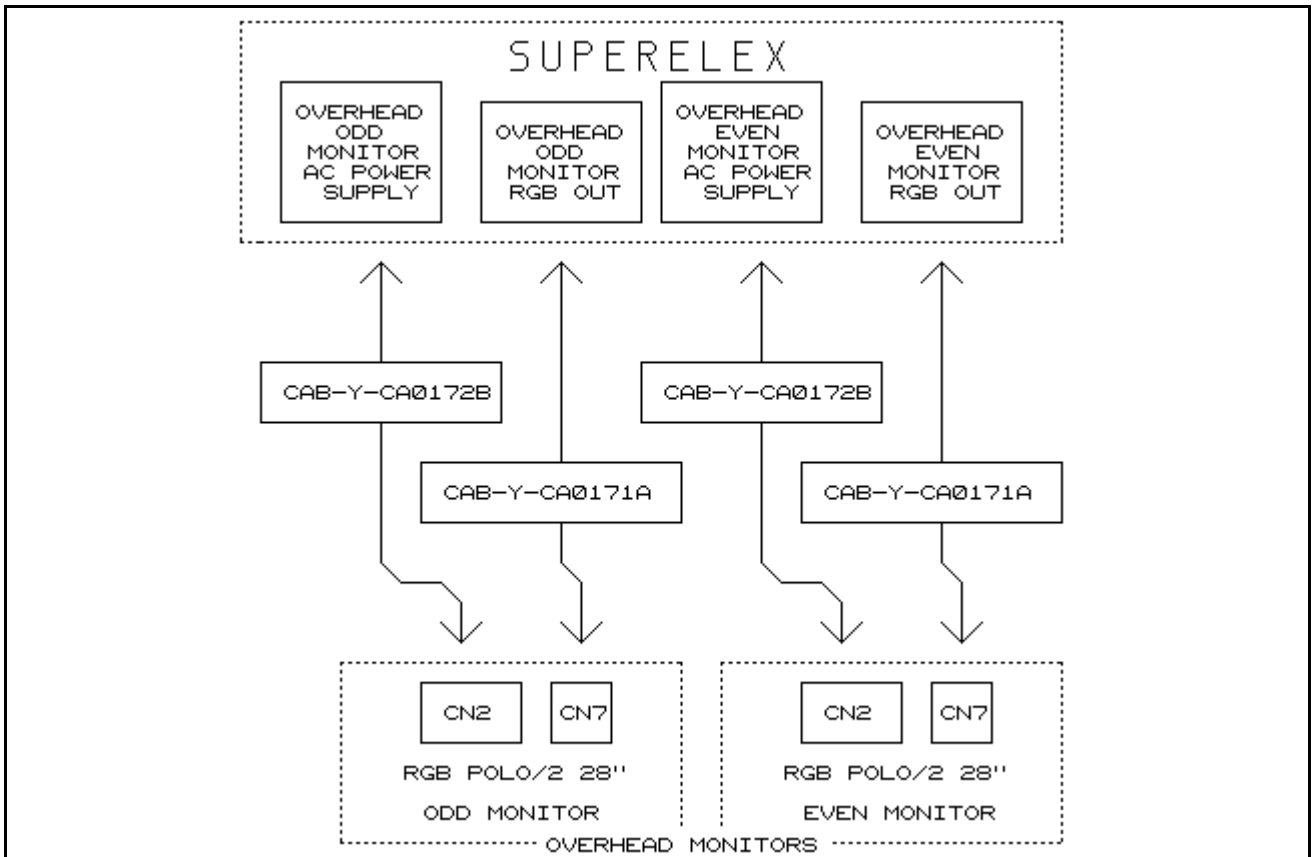 SUPERELEX
OVERHEAD
ODD
MONITOR
AC POWER
SUPPLY
OVERHEAD
ODD
MONITOR
RGB OUT
OVERHEAD
EVEN
MONITOR
AC POWER
SUPPLY
OVERHEAD
EVEN
MONITOR
RGB OUT
CAB-Y-CA0172B
CAB-Y-CA0172B
CAB-Y-CA0171A
CAB-Y-CA0171A
CN2
CN7
RGB POLO/2 28''
ODD MONITOR
CN2
CN7
RGB POLO/2 28''
EVEN MONITOR
OVERHEAD MONITORS